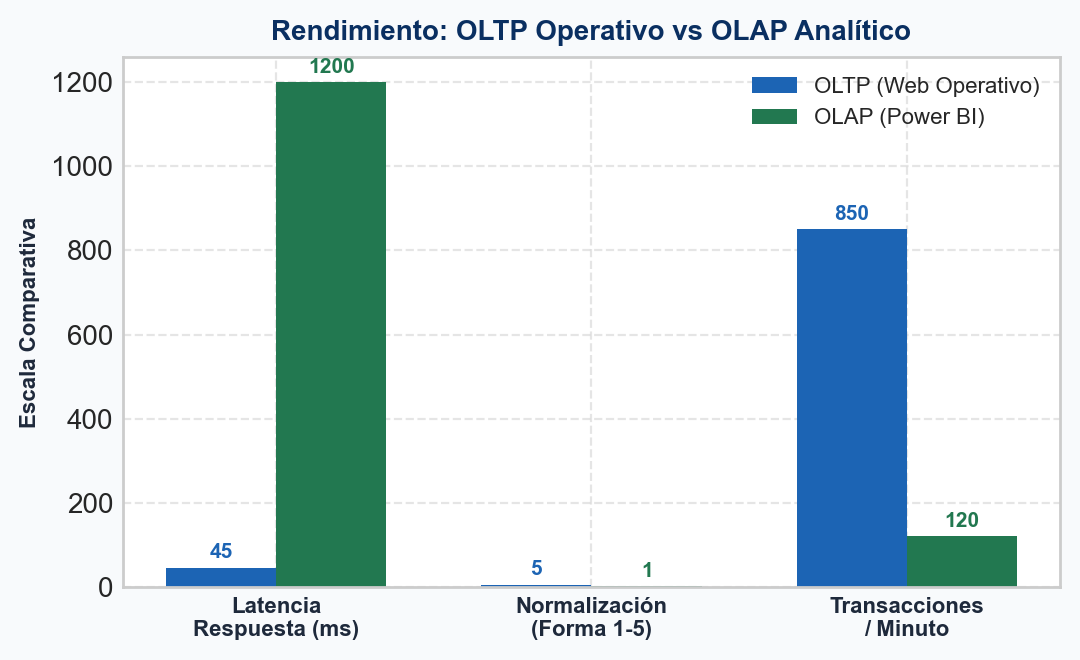 Rendimiento: OLTP Operativo vs OLAP Analítico
OLTP (Web Operativo)
OLAP (Power BI)
Escala Comparativa
1200
1000
800
600
400
200
0
45
1200
5
1
850
120
Latencia
Respuesta (ms)
Normalización
(Forma 1-5)
Transacciones
/ Minuto